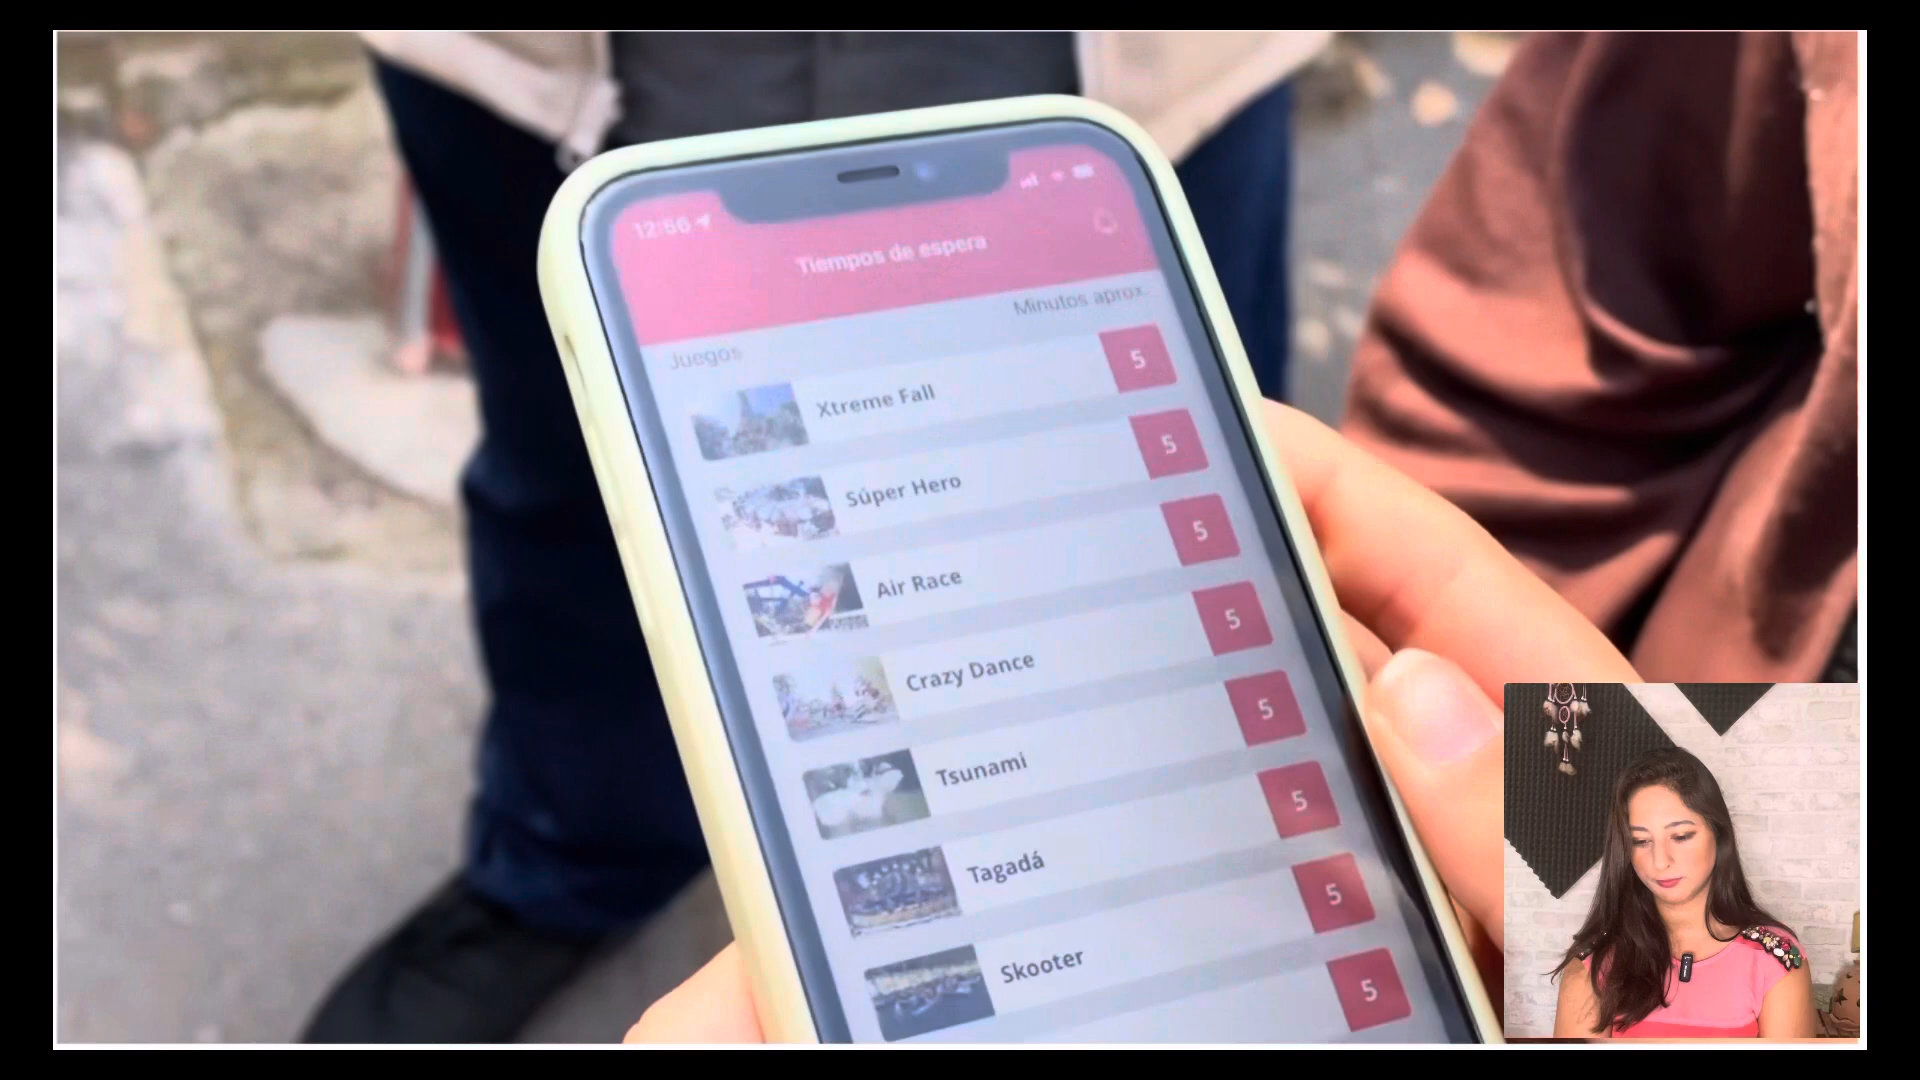 12:56
Tiempos de espera
Minutos aprox.
Juegos
Xtreme Fall 5
Súper Hero 5
Air Race 5
Crazy Dance 5
Tsunami 5
Tagadá 5
Skooter 5
5